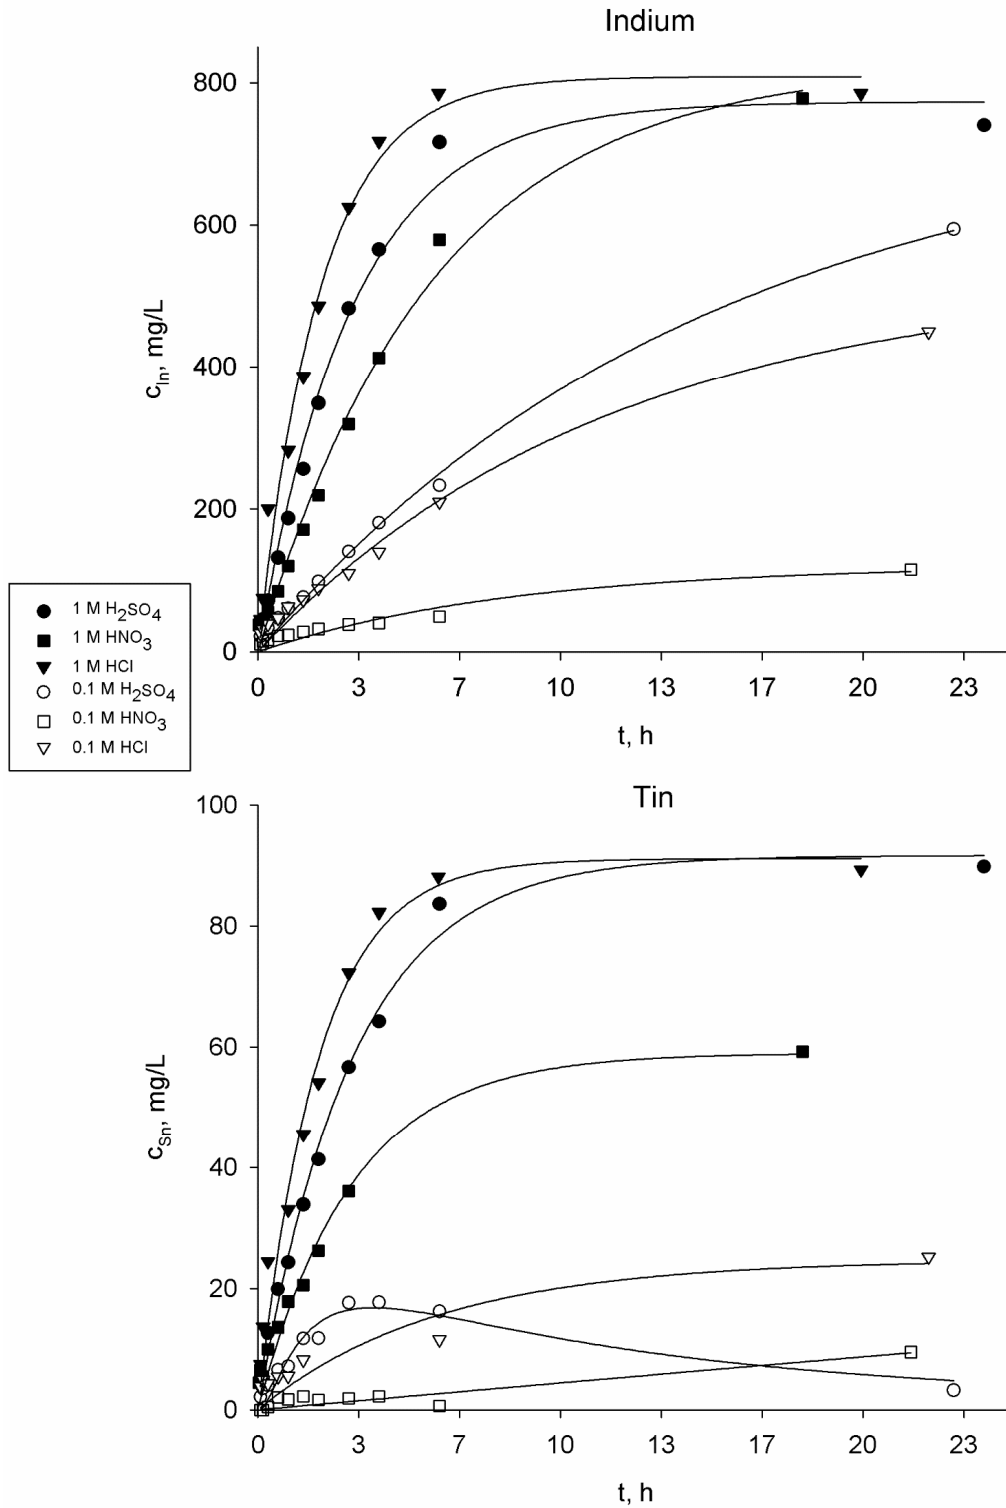 Indium
800
600
400
200
0
c_In, mg/L
0 3 7 10 13 17 20 23
t, h
1 M H₂SO₄
1 M HNO₃
1 M HCl
0.1 M H₂SO₄
0.1 M HNO₃
0.1 M HCl
Tin
100
80
60
40
20
0
c_Sn, mg/L
0 3 7 10 13 17 20 23
t, h